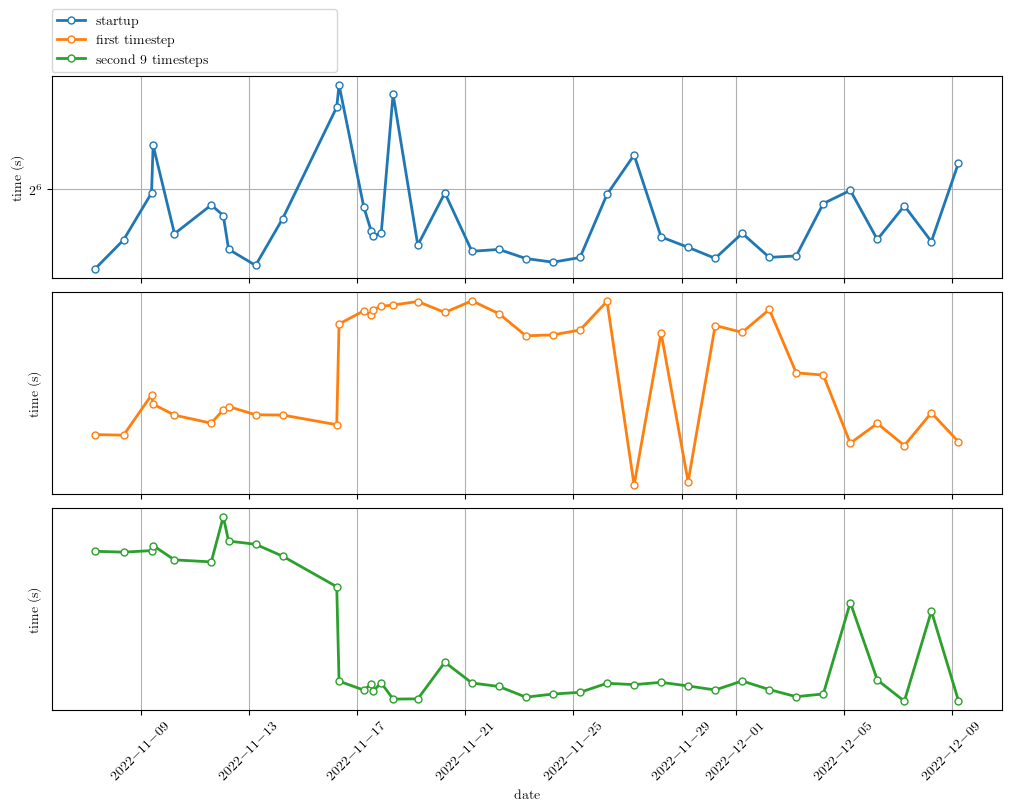 startup
first timestep
second 9 timesteps
time (s)
2⁶
time (s)
time (s)
2022−11−09
2022−11−13
2022−11−17
2022−11−21
2022−11−25
2022−11−29
2022−12−01
2022−12−05
2022−12−09
date